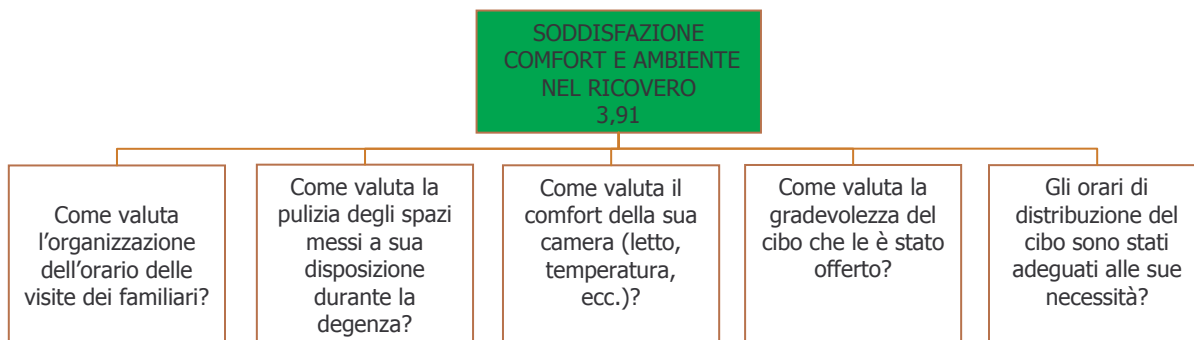 SODDISFAZIONE
COMFORT E AMBIENTE
NEL RICOVERO
3,91
Come valuta
l’organizzazione
dell’orario delle
visite dei familiari?
Come valuta la
pulizia degli spazi
messi a sua
disposizione
durante la
degenza?
Come valuta il
comfort della sua
camera (letto,
temperatura,
ecc.)?
Come valuta la
gradevolezza del
cibo che le è stato
offerto?
Gli orari di
distribuzione del
cibo sono stati
adeguati alle sue
necessità?